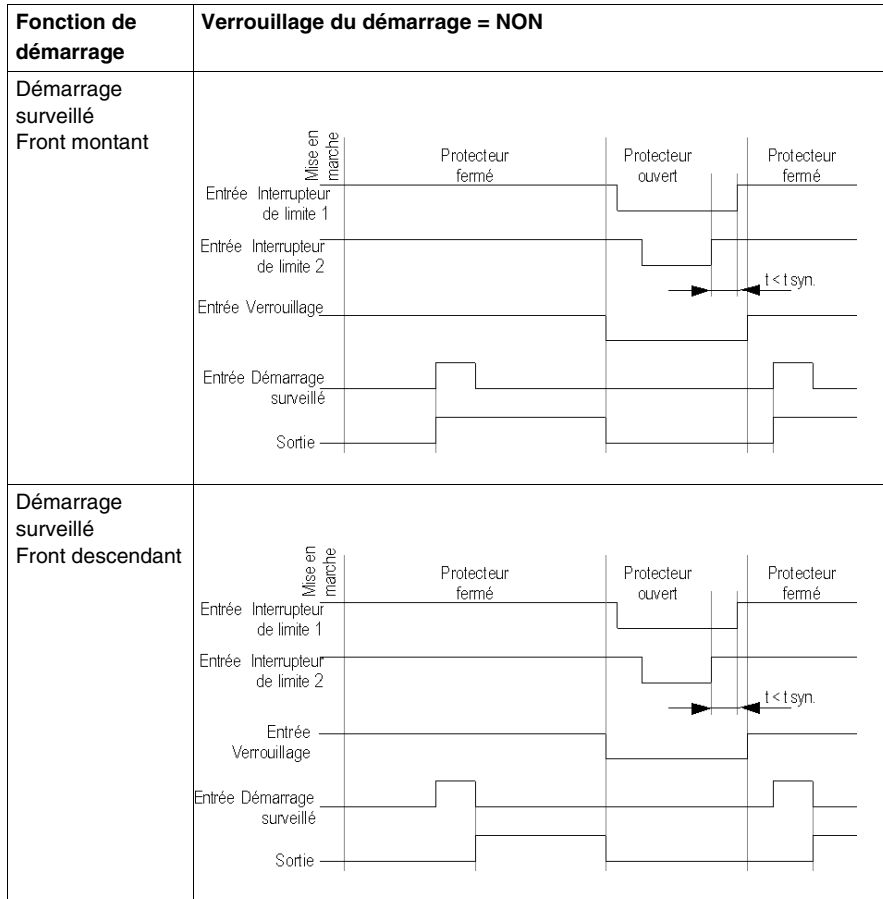 Fonction de
démarrage
Verrouillage du démarrage = NON
Démarrage
surveillé
Front montant
Mise en
marche
Protecteur
fermé
Protecteur
ouvert
Protecteur
fermé
Entrée Interrupteur
de limite 1
Entrée Interrupteur
de limite 2
t < t syn.
Entrée Verrouillage
Entrée Démarrage
surveillé
Sortie
Démarrage
surveillé
Front descendant
Mise en
marche
Protecteur
fermé
Protecteur
ouvert
Protecteur
fermé
Entrée Interrupteur
de limite 1
Entrée Interrupteur
de limite 2
t < t syn.
Entrée
Verrouillage
Entrée Démarrage
surveillé
Sortie